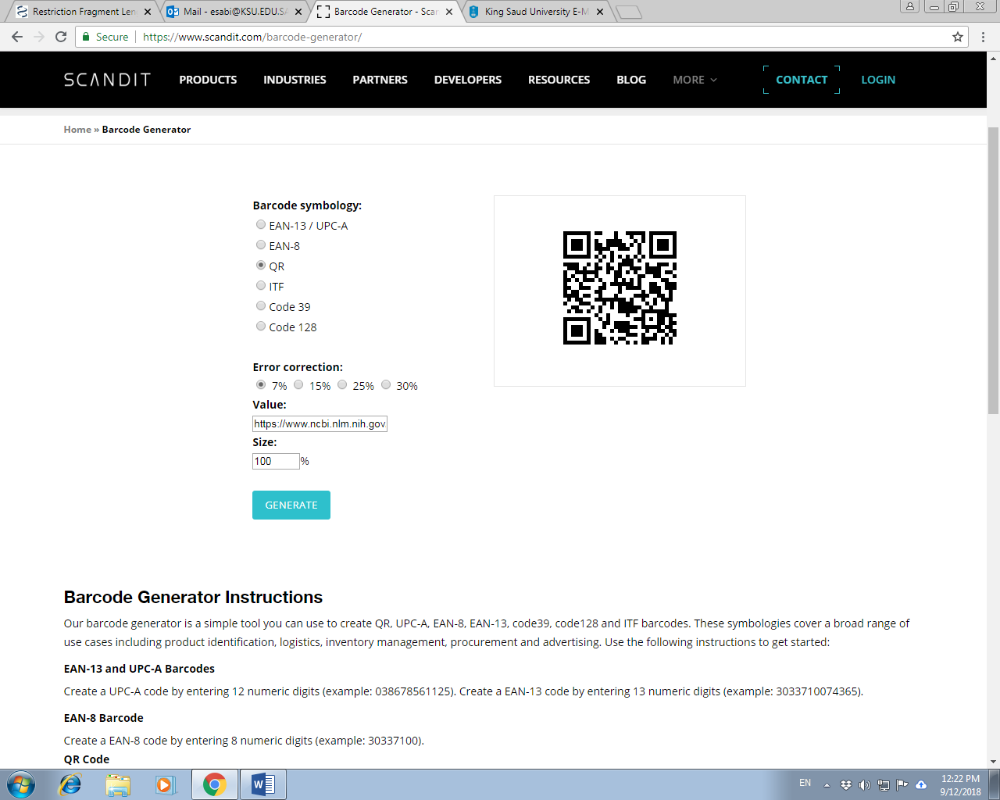 Restriction Fragment Len
Mail - esabi@KSU.EDU.SA
Barcode Generator - Scan
King Saud University E-M
Secure
https://www.scandit.com/barcode-generator/
SCANDIT
PRODUCTS INDUSTRIES PARTNERS DEVELOPERS RESOURCES BLOG MORE CONTACT LOGIN
Home » Barcode Generator
Barcode symbology:
EAN-13 / UPC-A
EAN-8
QR
ITF
Code 39
Code 128
Error correction:
7% 15% 25% 30%
Value:
https://www.ncbi.nlm.nih.gov
Size:
100 %
GENERATE
Barcode Generator Instructions
Our barcode generator is a simple tool you can use to create QR, UPC-A, EAN-8, EAN-13, code39, code128 and ITF barcodes. These symbologies cover a broad range of
use cases including product identification, logistics, inventory management, procurement and advertising. Use the following instructions to get started:
EAN-13 and UPC-A Barcodes
Create a UPC-A code by entering 12 numeric digits (example: 038678561125). Create a EAN-13 code by entering 13 numeric digits (example: 3033710074365).
EAN-8 Barcode
Create a EAN-8 code by entering 8 numeric digits (example: 30337100).
QR Code
EN
12:22 PM
9/12/2018